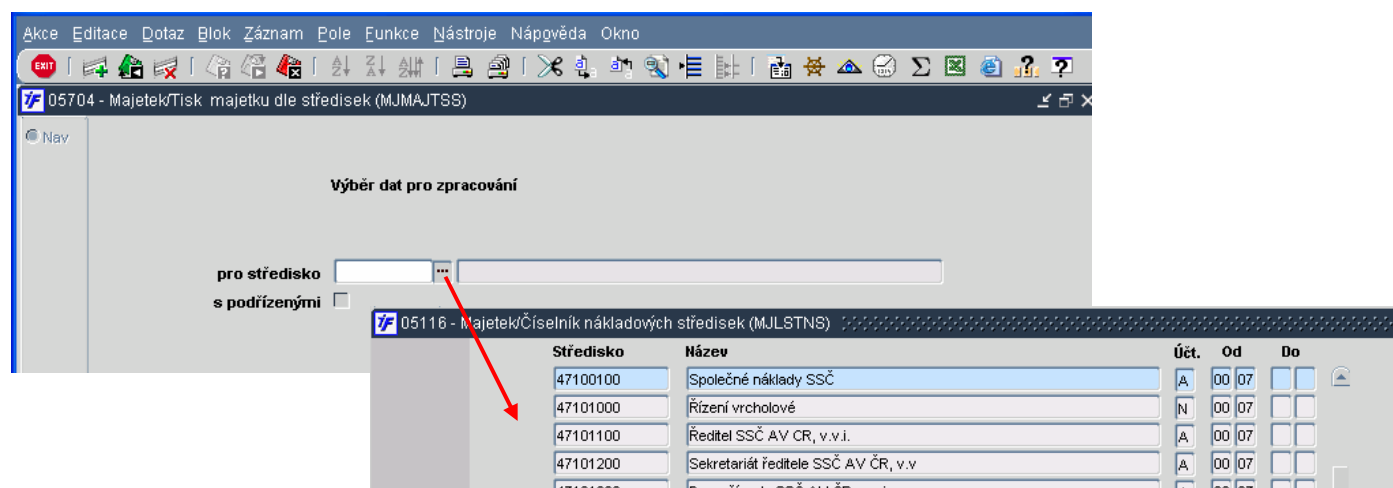 Akce Editace Dotaz Blok Záznam Pole Funkce Nástroje Nápověda Okno
EXIT
05704 - Majetek/Tisk majetku dle středisek (MJMAJTSS)
Nav
Výběr dat pro zpracování
pro středisko ...
s podřízenými
05116 - Majetek/Číselník nákladových středisek (MJLSTNS)
Středisko Název Účt. Od Do
47100100 Společné náklady SSČ A 00 07
47101000 Řízení vrcholové N 00 07
47101100 Ředitel SSČ AV CR, v.v.i. A 00 07
47101200 Sekretariát ředitele SSČ AV ČR, v.v A 00 07